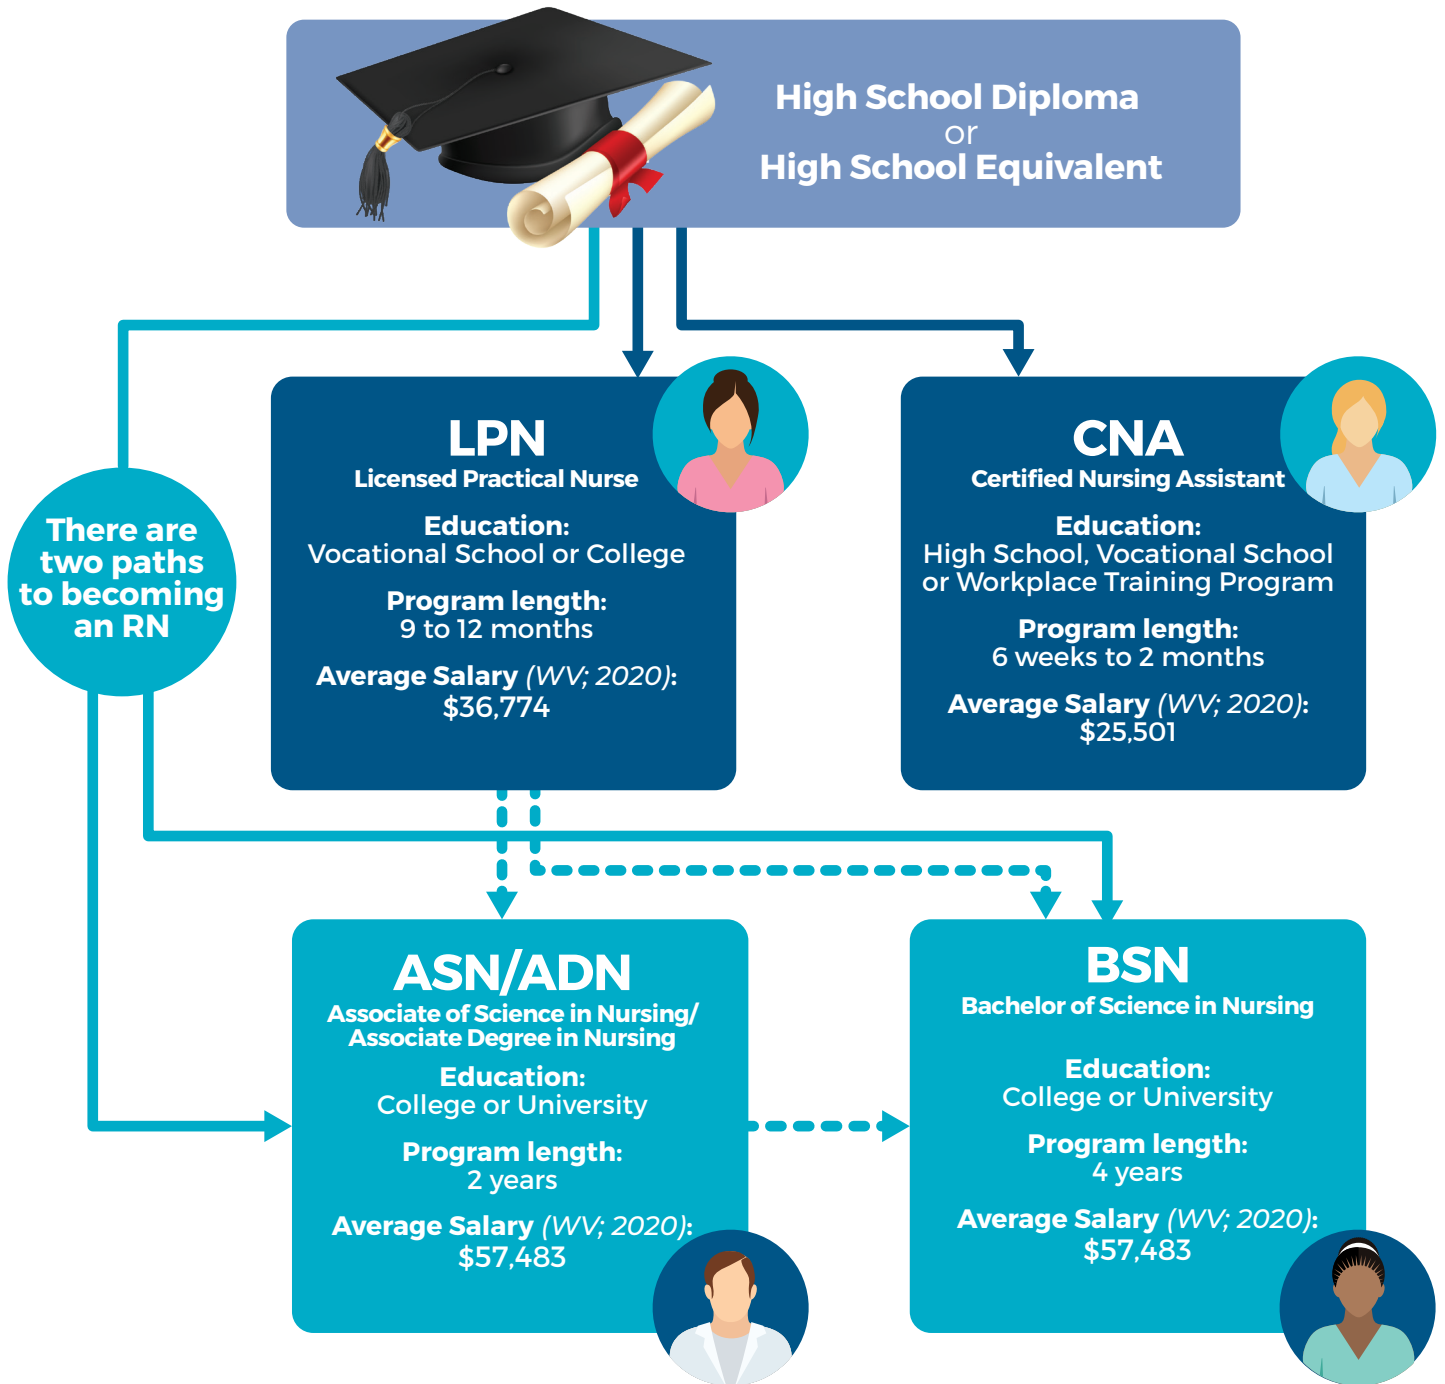 High School Diploma
or
High School Equivalent
LPN
Licensed Practical Nurse
Education:
Vocational School or College
Program length:
9 to 12 months
Average Salary (WV; 2020):
$36,774
CNA
Certified Nursing Assistant
Education:
High School, Vocational School
or Workplace Training Program
Program length:
6 weeks to 2 months
Average Salary (WV; 2020):
$25,501
There are
two paths
to becoming
an RN
ASN/ADN
Associate of Science in Nursing/
Associate Degree in Nursing
Education:
College or University
Program length:
2 years
Average Salary (WV; 2020):
$57,483
BSN
Bachelor of Science in Nursing
Education:
College or University
Program length:
4 years
Average Salary (WV; 2020):
$57,483